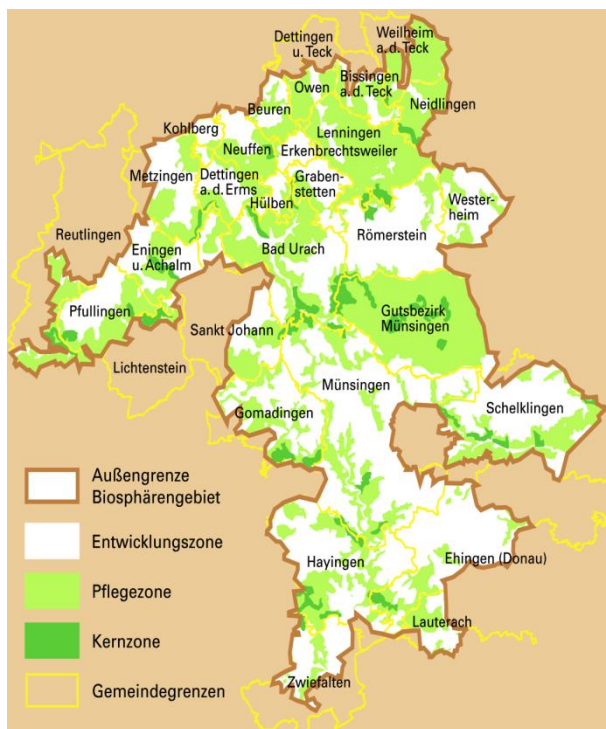 Dettingen
u. Teck
Weilheim
a. d. Teck
Owen
Bissingen
a. d. Teck
Beuren
Neidlingen
Kohlberg
Lenningen
Neuffen
Erkenbrechtsweiler
Metzingen
Dettingen
a. d. Erms
Graben-
stetten
Hülben
Wester-
heim
Reutlingen
Eningen
u. Achalm
Bad Urach
Römerstein
Pfullingen
Gutsbezirk
Münsingen
Sankt Johann
Lichtenstein
Münsingen
Schelklingen
Gomadingen
Außengrenze
Biosphärengebiet
Entwicklungszone
Hayingen
Ehingen (Donau)
Pflegezone
Lauterach
Kernzone
Zwiefalten
Gemeindegrenzen